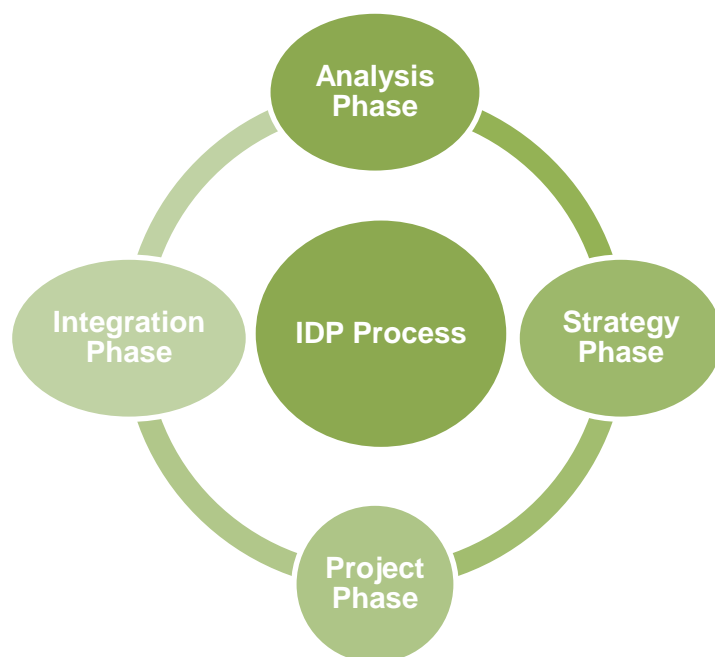 Analysis
Phase
Integration
Phase
IDP Process
Strategy
Phase
Project
Phase